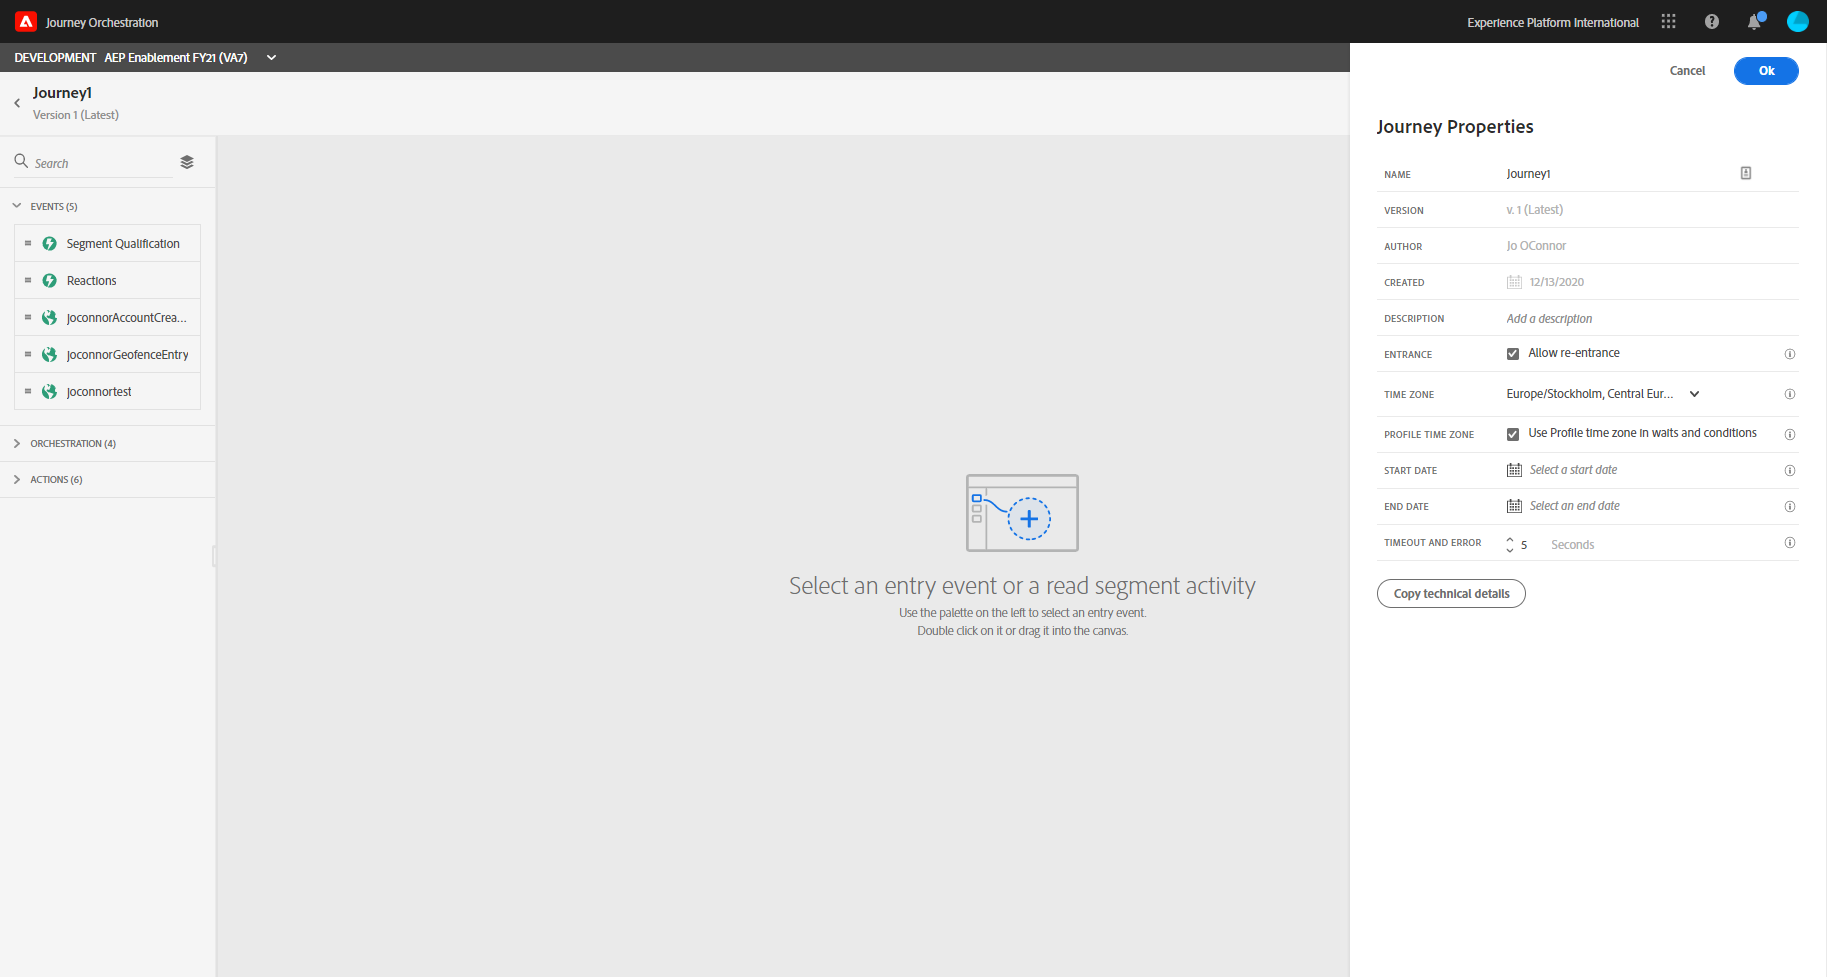 Journey Orchestration
Experience Platform International
DEVELOPMENT AEP Enablement FY21 (VA7)
Cancel
Ok
Journey1
Version 1 (Latest)
Search
EVENTS (5)
Segment Qualification
Reactions
JoconnorAccountCrea...
JoconnorGeofenceEntry
Joconnortest
ORCHESTRATION (4)
ACTIONS (6)
Select an entry event or a read segment activity
Use the palette on the left to select an entry event.
Double click on it or drag it into the canvas.
Journey Properties
NAME Journey1
VERSION v. 1 (Latest)
AUTHOR Jo OConnor
CREATED 12/13/2020
DESCRIPTION Add a description
ENTRANCE Allow re-entrance
TIME ZONE Europe/Stockholm, Central Eur...
PROFILE TIME ZONE Use Profile time zone in waits and conditions
START DATE Select a start date
END DATE Select an end date
TIMEOUT AND ERROR 5 Seconds
Copy technical details